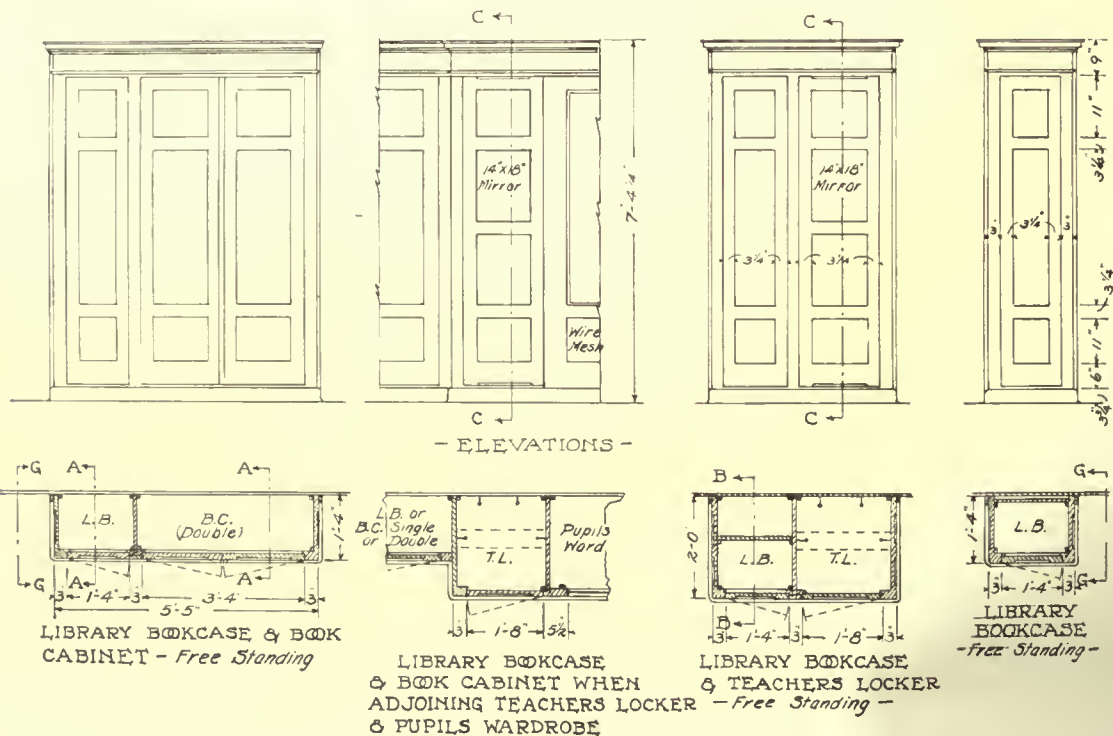 C
C
9"
11"
3¼"
14"x18"
Mirror
14"x18"
Mirror
7'-4¼"
3"
3¼"
3"
3¼"
3¼"
3¼"
Wire
Mesh
11"
6"
3¼"
C
C
- ELEVATIONS -
G
A
A
B
G
L.B.
B.C.
(Double)
1'-4"
L.B. or
B.C. Single
or Double
T.L.
Pupils
Ward.
2'-0"
L.B.
T.L.
1'-4"
L.B.
G
A
A
B
G
3"
1'-4"
3"
3'-4"
3"
5'-5"
3"
1'-8"
5½"
3"
1'-4"
3"
1'-8"
3"
3"
1'-4"
3"
LIBRARY BOOKCASE & BOOK
CABINET - Free Standing
LIBRARY BOOKCASE
& BOOK CABINET WHEN
ADJOINING TEACHERS LOCKER
& PUPILS WARDROBE
LIBRARY BOOKCASE
& TEACHERS LOCKER
- Free Standing -
LIBRARY
BOOKCASE
- Free Standing -